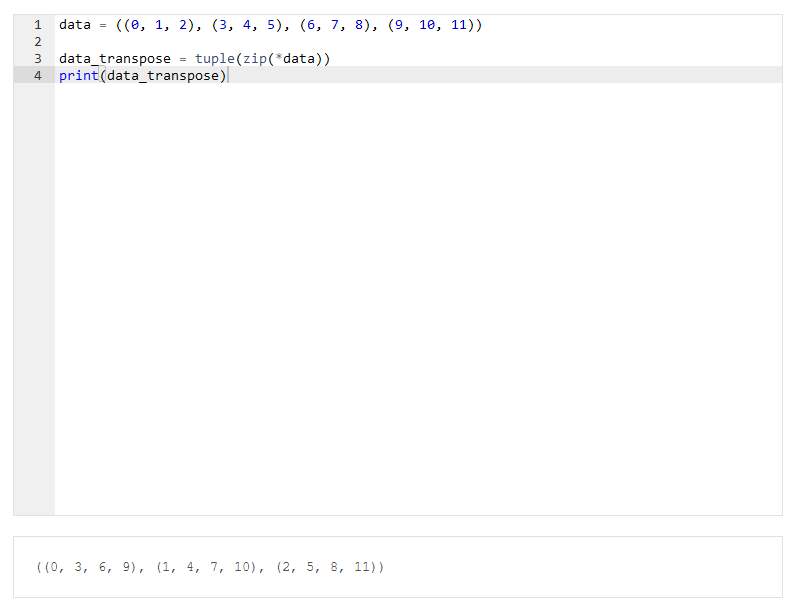 1 data = ((0, 1, 2), (3, 4, 5), (6, 7, 8), (9, 10, 11))
2
3 data_transpose = tuple(zip(*data))
4 print(data_transpose)
((0, 3, 6, 9), (1, 4, 7, 10), (2, 5, 8, 11))